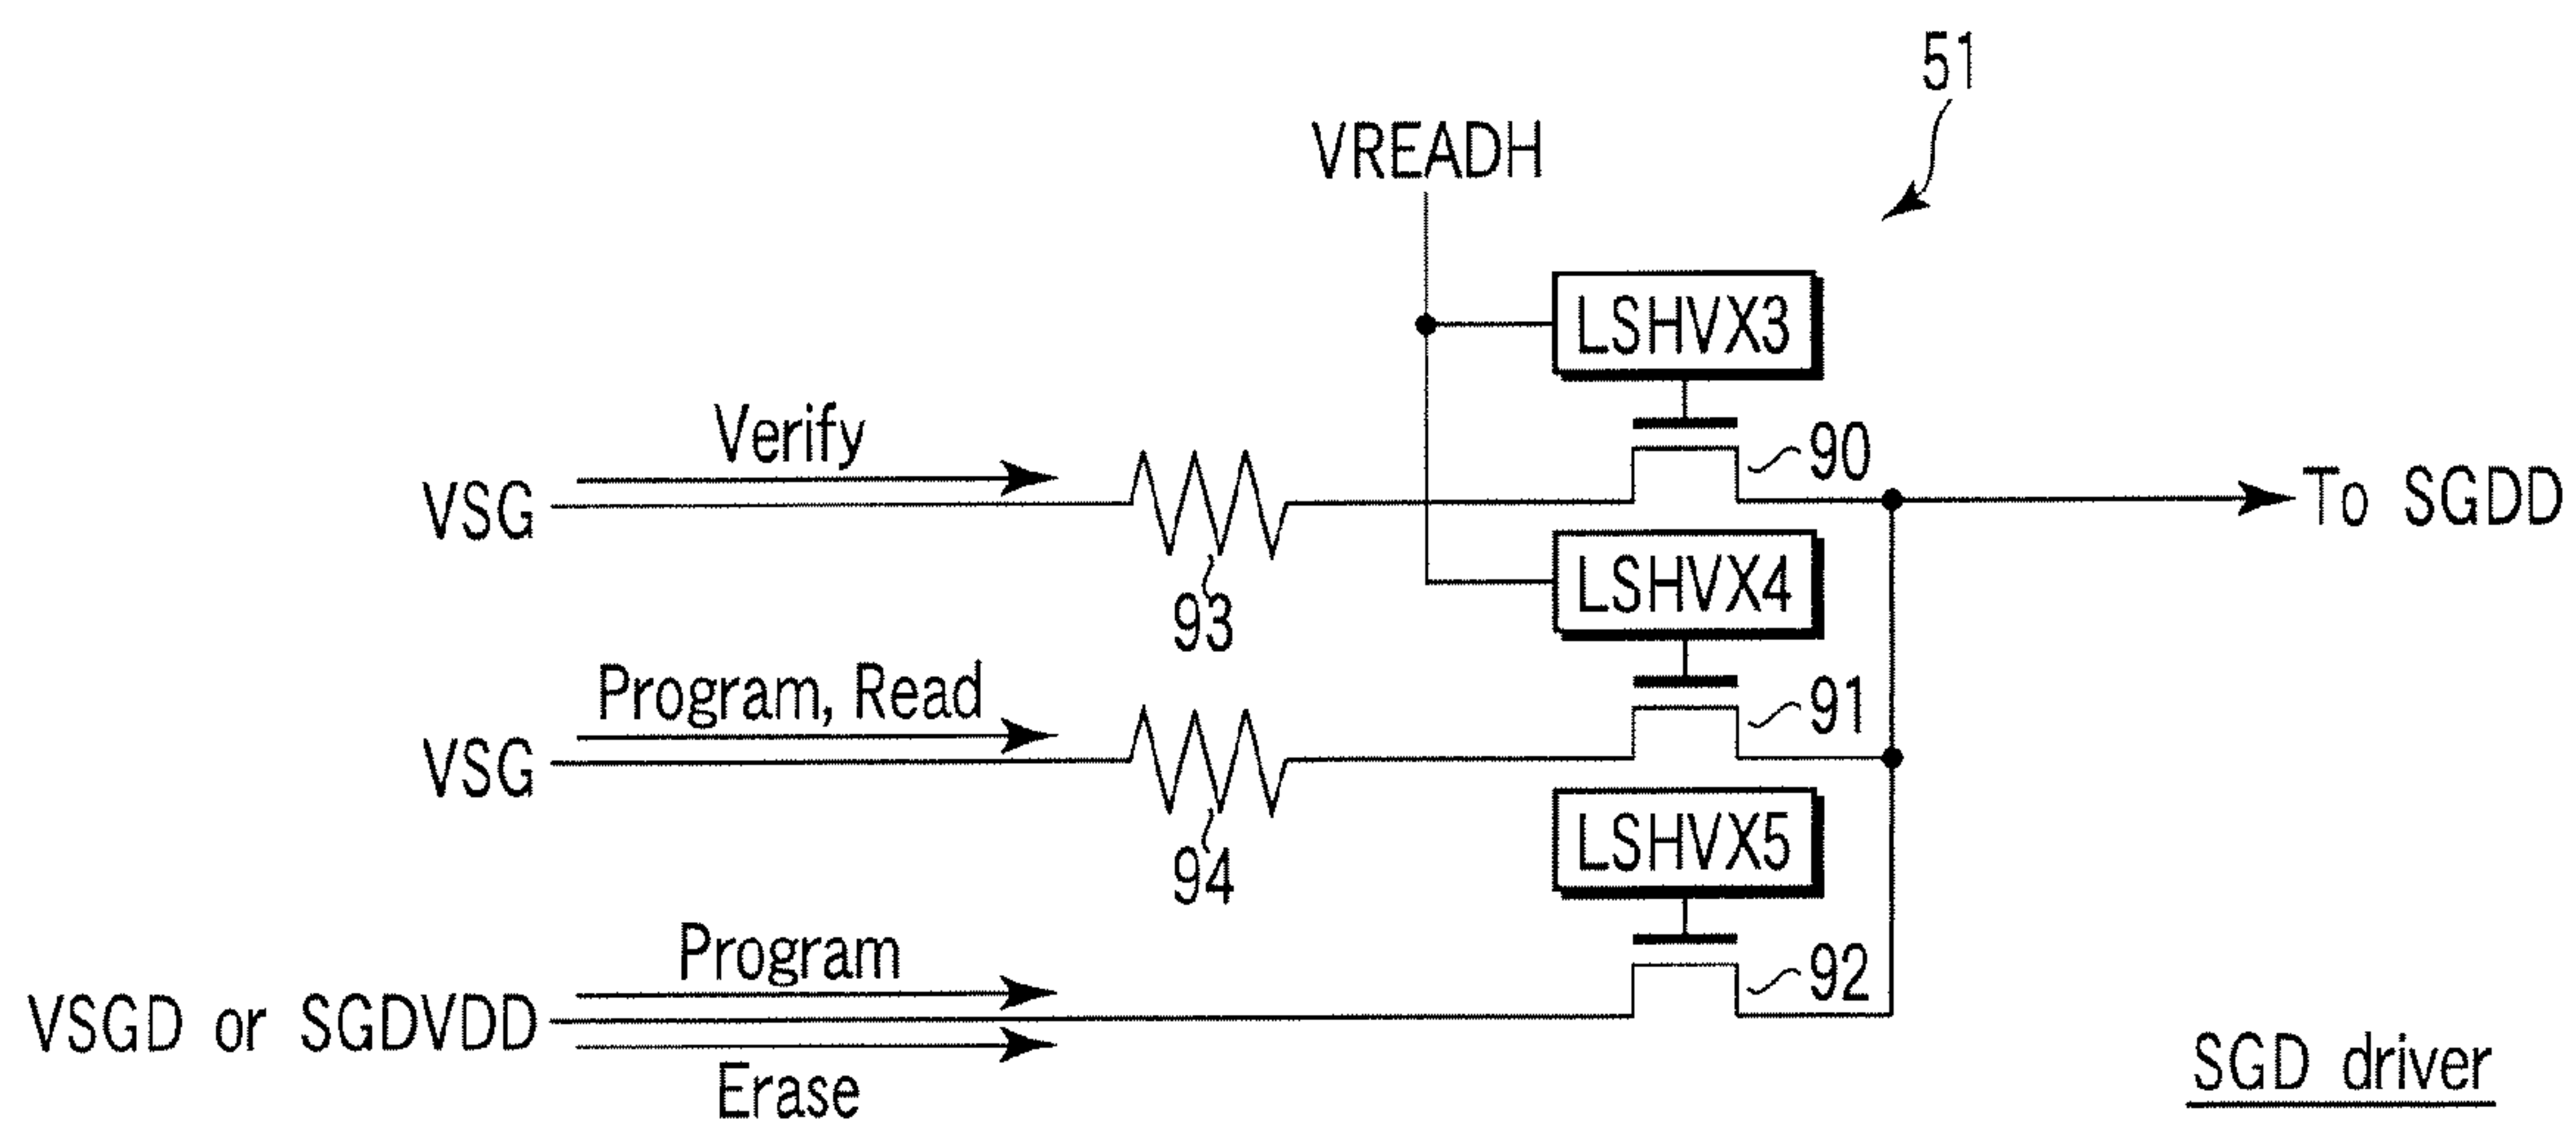 51
VREADH
LSHVX3
Verify
90
VSG
To SGDD
LSHVX4
93
Program, Read
91
VSG
LSHVX5
94
Program
92
VSGD or SGDVDD
Erase
SGD driver